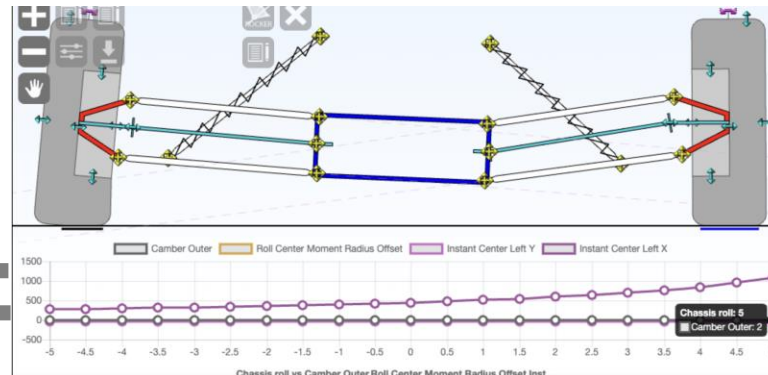 ROCKER
Camber Outer
Roll Center Moment Radius Offset
Instant Center Left Y
Instant Center Left X
1500
1000
500
0
-500
Chassis roll: 5
Camber Outer: 2
-5 -4.5 -4 -3.5 -3 -2.5 -2 -1.5 -1 -0.5 0 0.5 1 1.5 2 2.5 3 3.5 4 4.5
Chassis roll vs Camber Outer,Roll Center Moment Radius Offset,Inst